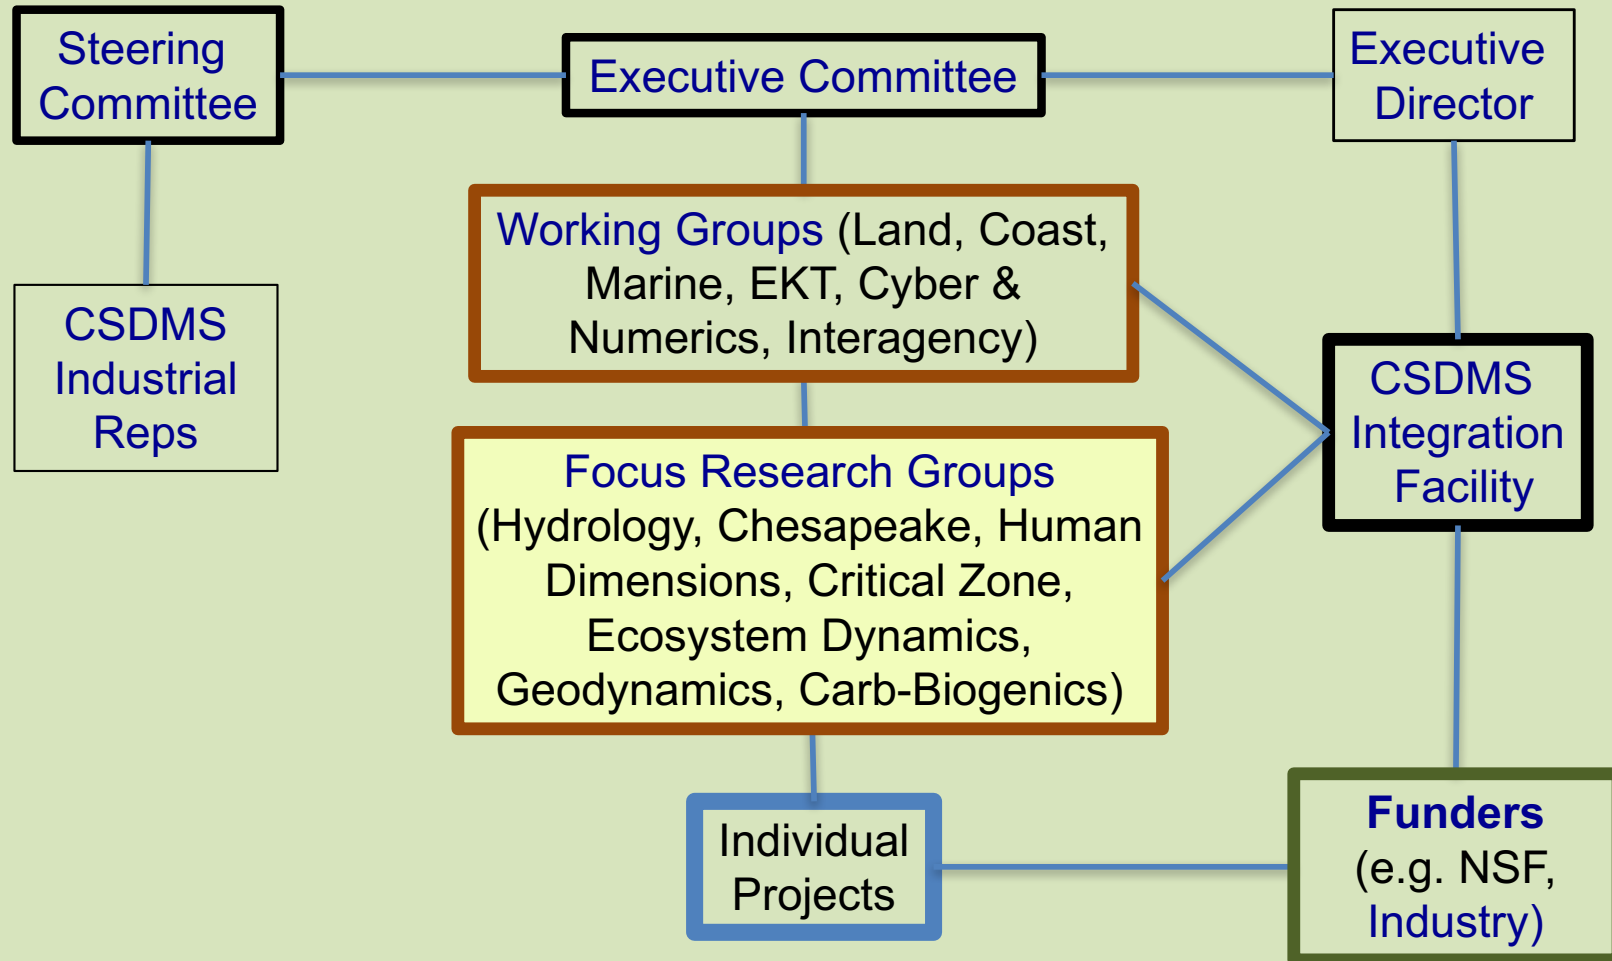 Steering
Committee
Executive Committee
Executive
Director
Working Groups (Land, Coast,
Marine, EKT, Cyber &
Numerics, Interagency)
CSDMS
Industrial
Reps
CSDMS
Integration
Facility
Focus Research Groups
(Hydrology, Chesapeake, Human
Dimensions, Critical Zone,
Ecosystem Dynamics,
Geodynamics, Carb-Biogenics)
Individual
Projects
Funders
(e.g. NSF,
Industry)